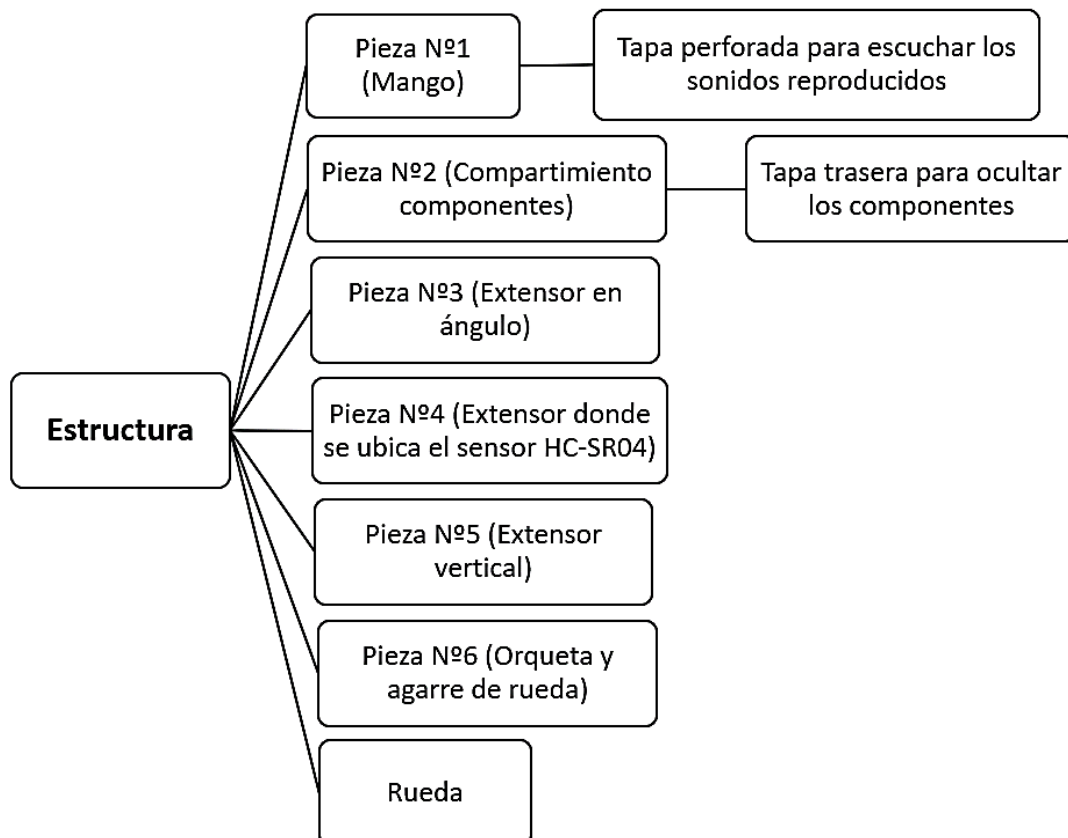 Pieza Nº1
(Mango)
Tapa perforada para escuchar los
sonidos reproducidos
Pieza Nº2 (Compartimiento
componentes)
Tapa trasera para ocultar
los componentes
Pieza Nº3 (Extensor en
ángulo)
Estructura
Pieza Nº4 (Extensor donde
se ubica el sensor HC-SR04)
Pieza Nº5 (Extensor
vertical)
Pieza Nº6 (Orqueta y
agarre de rueda)
Rueda